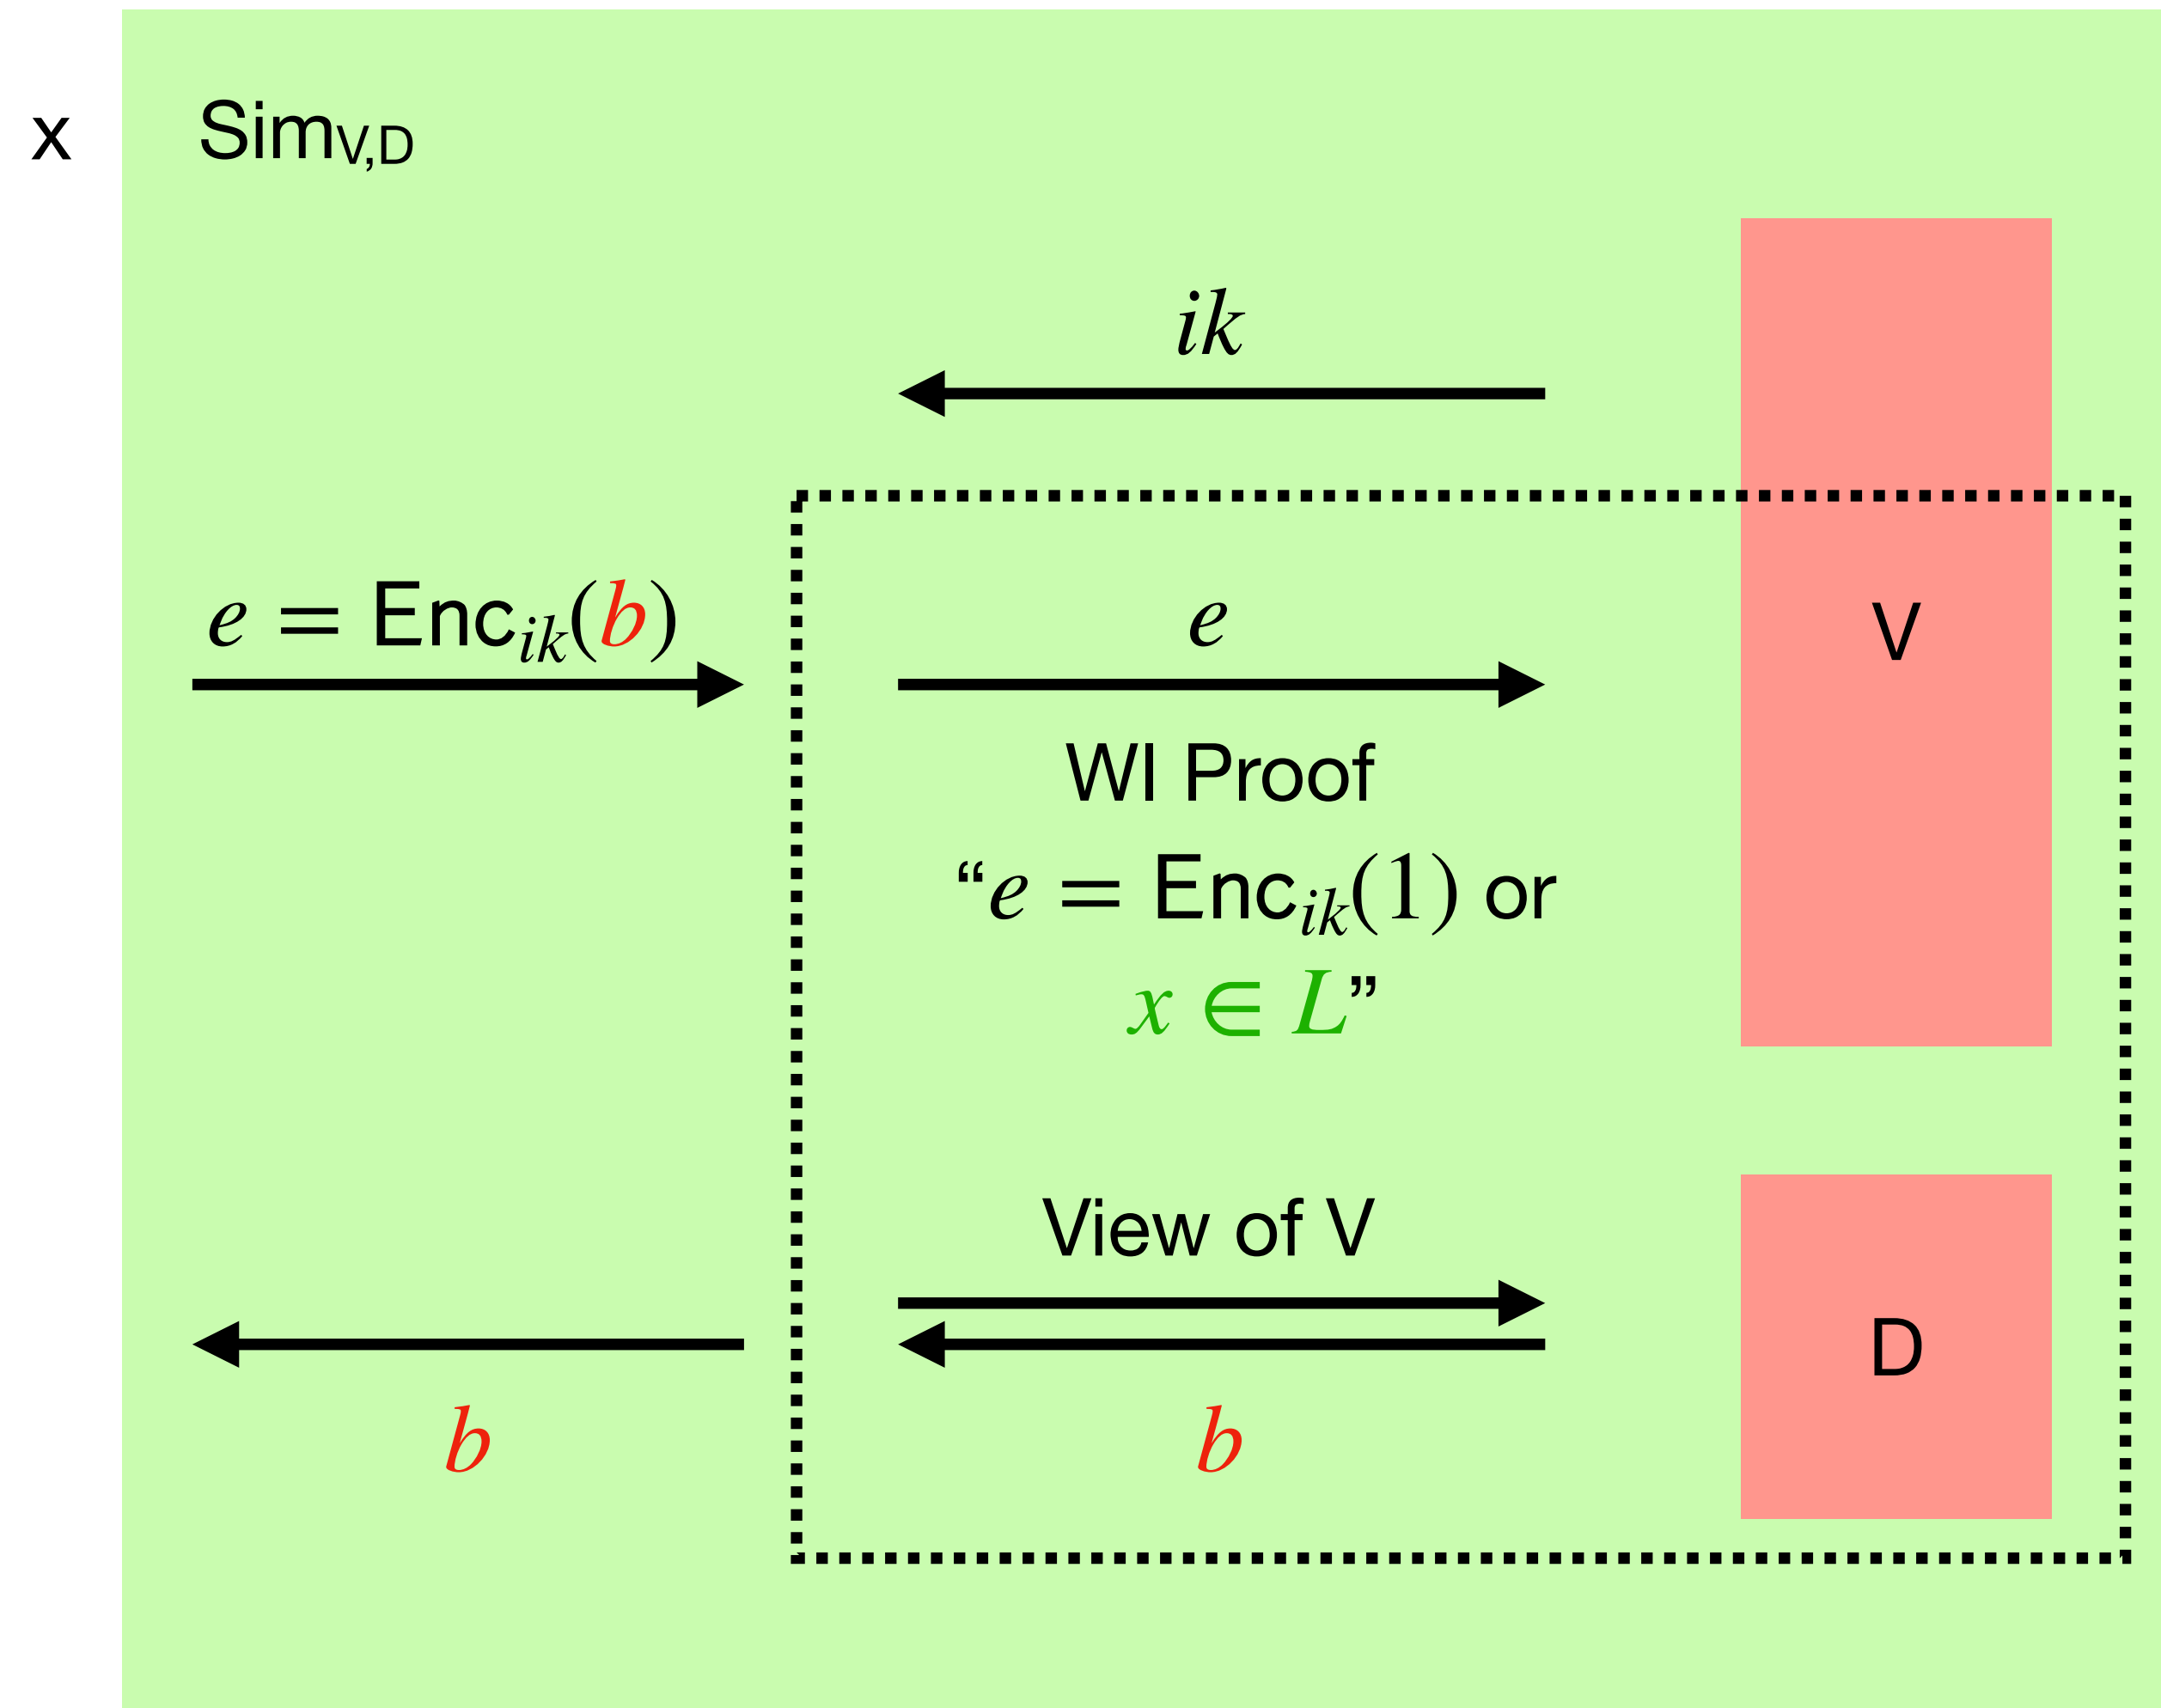 x
Sim_{V,D}
ik
e = Enc_{ik}(b)
e
V
WI Proof
“e = Enc_{ik}(1) or
x ∈ L”
View of V
D
b
b